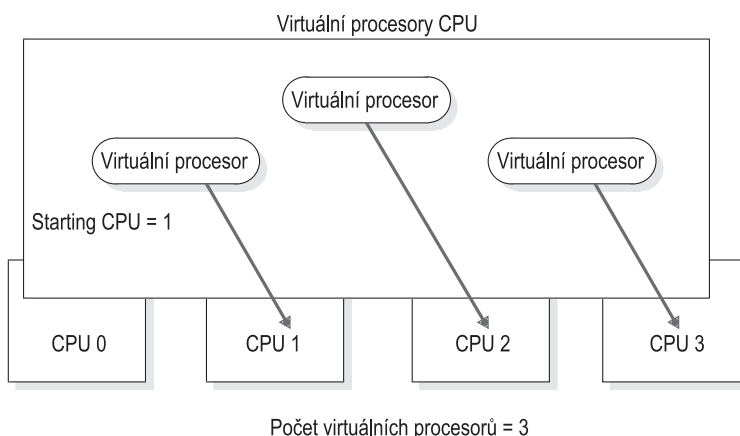 Virtuální procesory CPU
Virtuální procesor
Virtuální procesor
Virtuální procesor
Starting CPU = 1
CPU 0
CPU 1
CPU 2
CPU 3
Počet virtuálních procesorů = 3